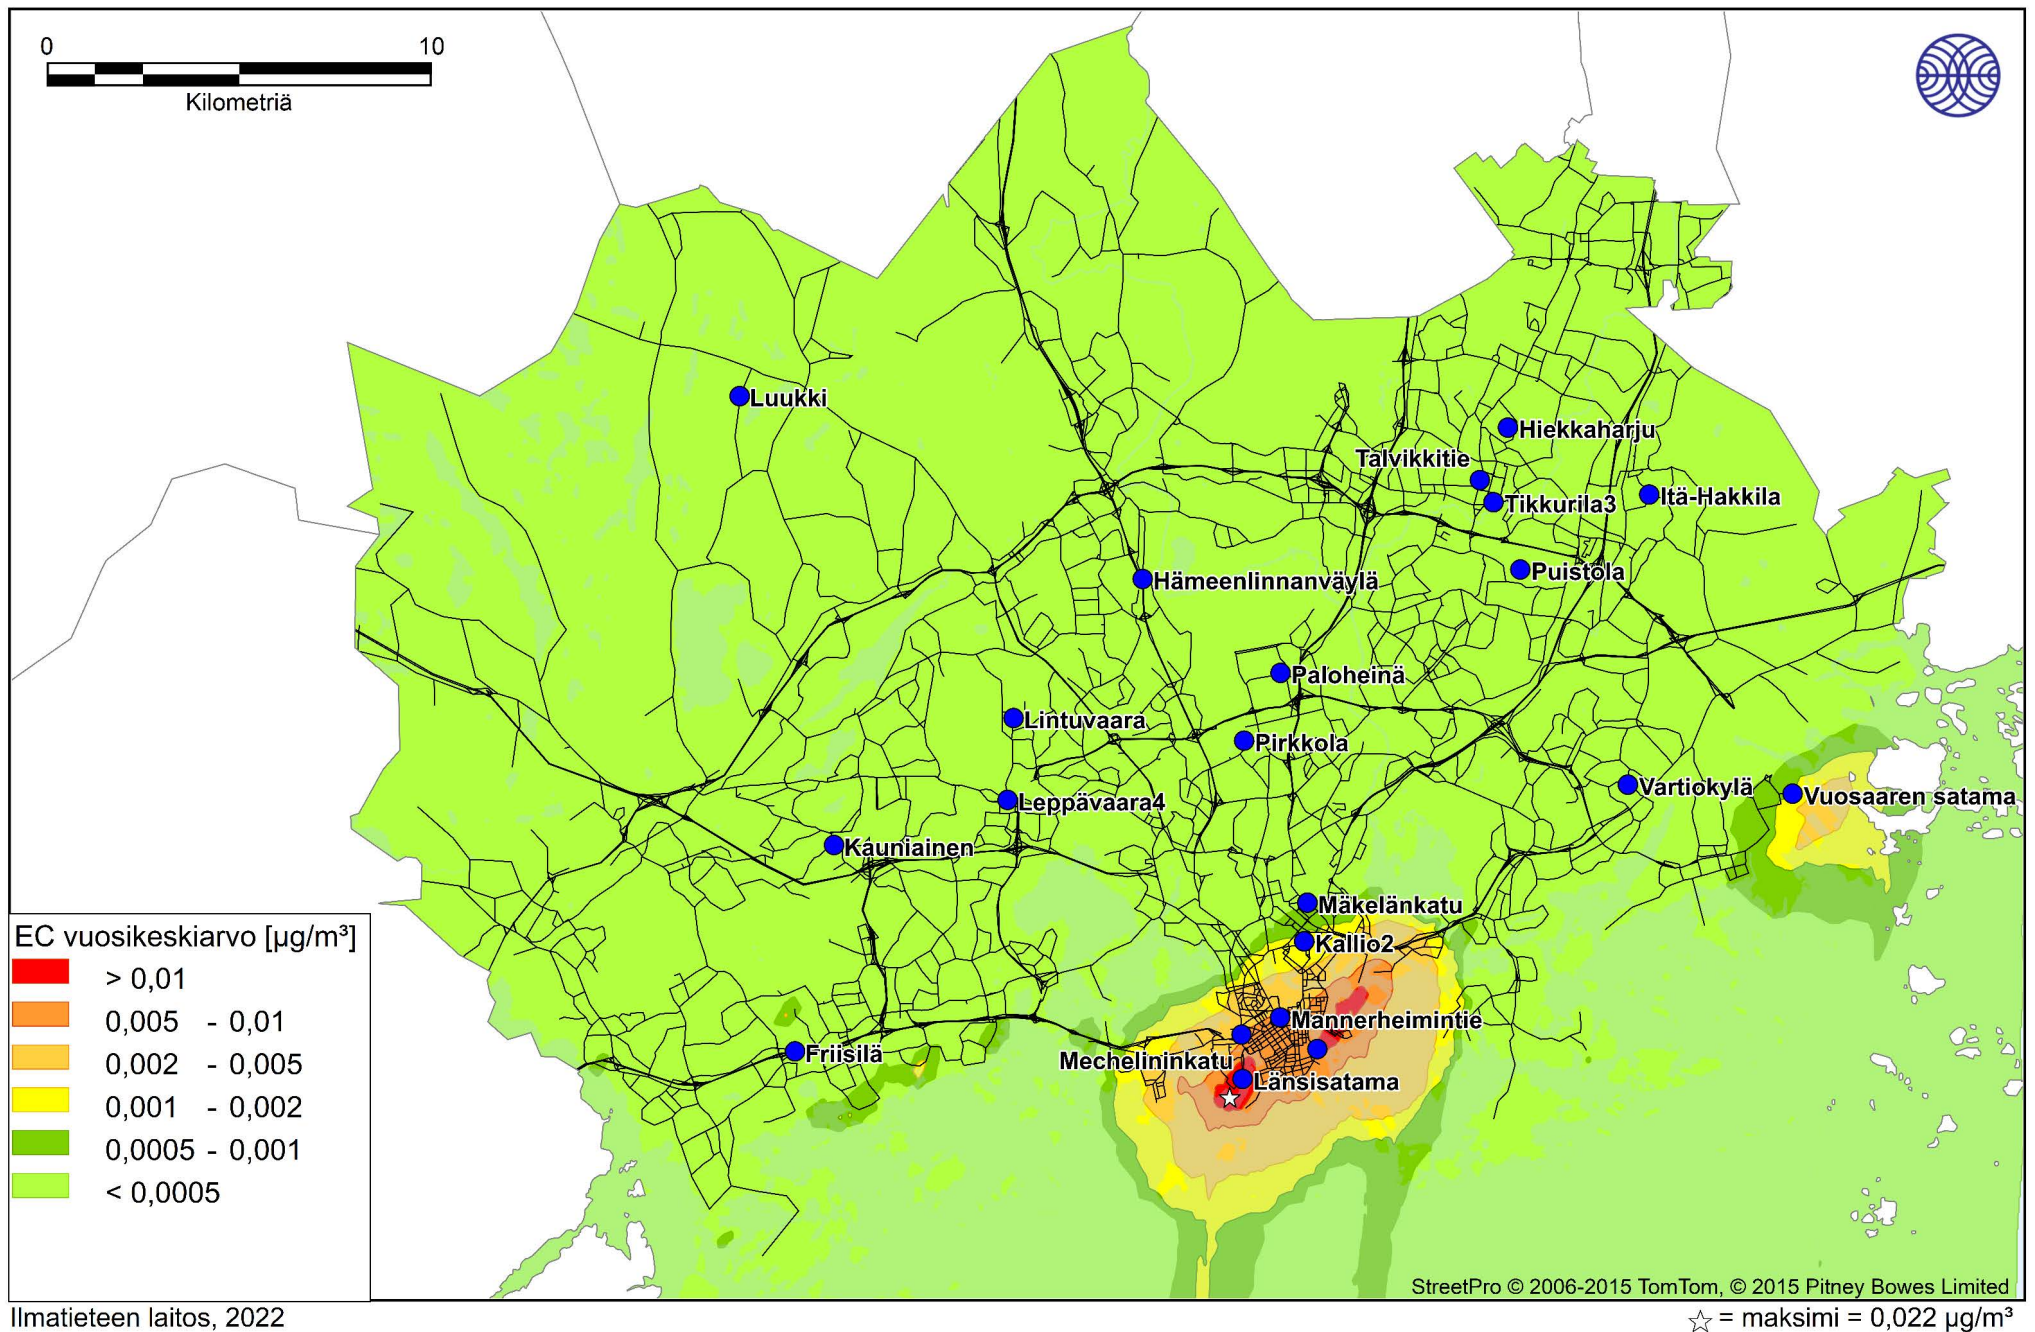 0 10
Kilometriä
Luukki
Hiekkaharju
Talvikkitie
Itä-Hakkila
Tikkurila3
Puistola
Hämeenlinnanväylä
Paloheinä
Lintuvaara
Pirkkola
Vartiokylä
Vuosaaren satama
Leppävaara4
Kauniainen
Mäkelänkatu
Kallio2
Mannerheimintie
Friisilä
Mechelininkatu
Länsisatama
EC vuosikeskiarvo [µg/m³]
> 0,01
0,005 - 0,01
0,002 - 0,005
0,001 - 0,002
0,0005 - 0,001
< 0,0005
StreetPro © 2006-2015 TomTom, © 2015 Pitney Bowes Limited
Ilmatieteen laitos, 2022
☆ = maksimi = 0,022 µg/m³